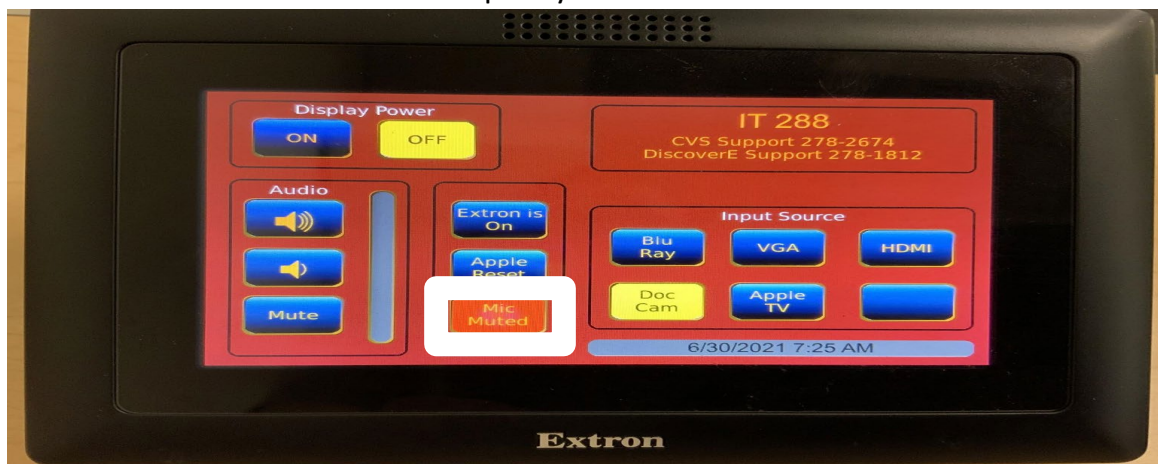 Display Power
ON
OFF
IT 288
CVS Support 278-2674
DiscoverE Support 278-1812
Audio
Mute
Extron is
On
Apple
Reset
Mic
Muted
Input Source
Blu
Ray
VGA
HDMI
Doc
Cam
Apple
TV
6/30/2021 7:25 AM
Extron